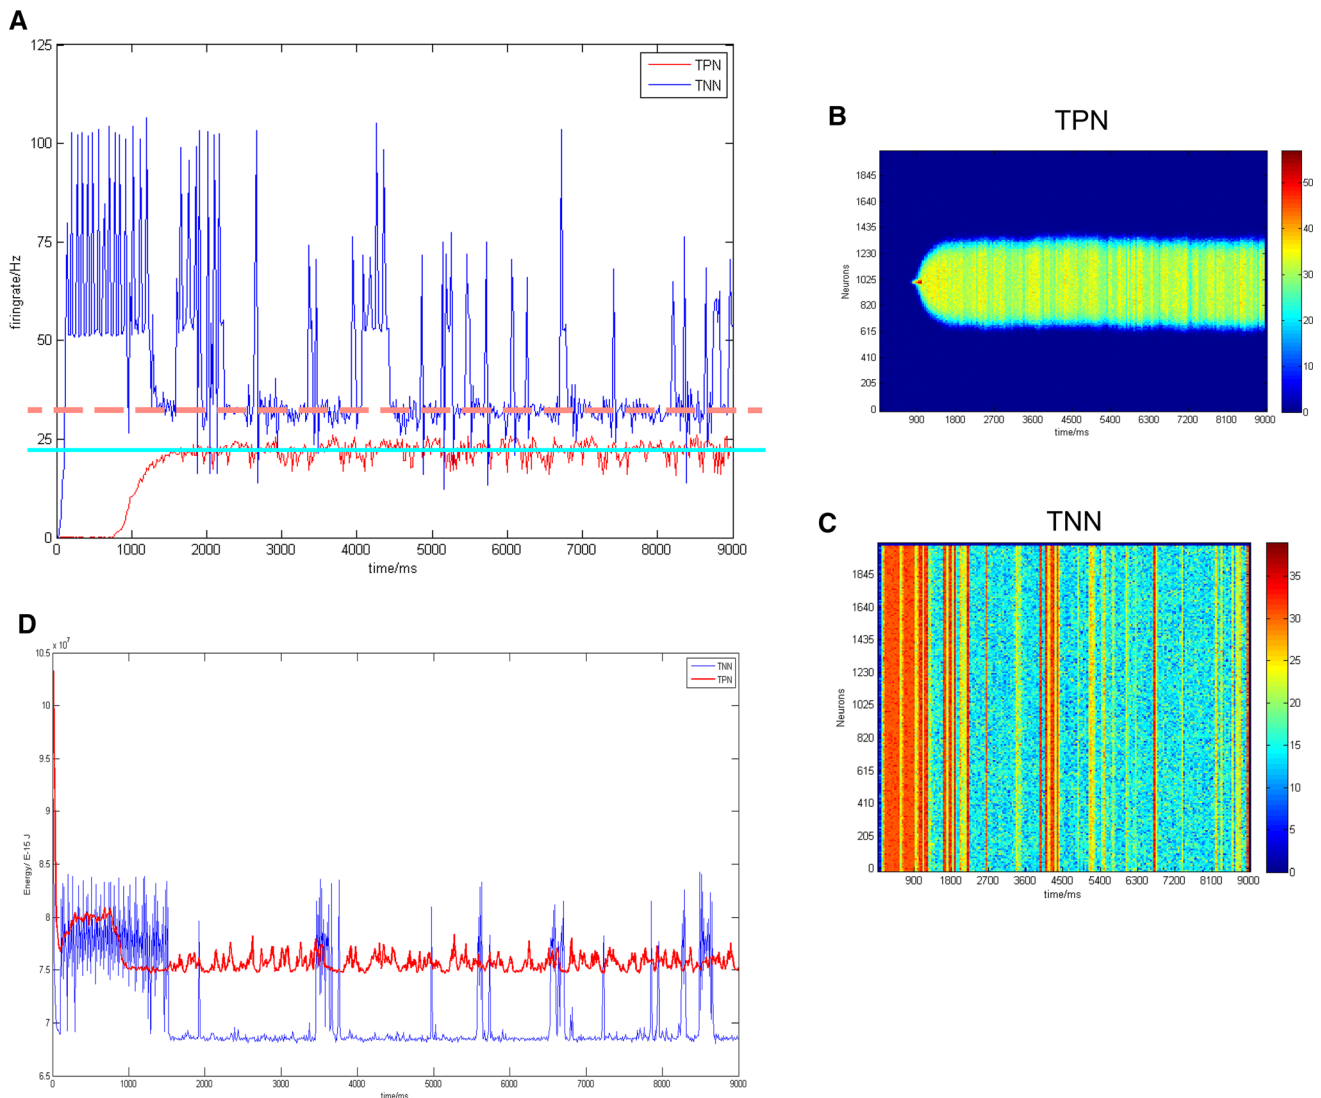 A
125
100
75
50
25
0
firingrate/Hz
TPN
TNN
0 1000 2000 3000 4000 5000 6000 7000 8000 9000
time/ms
B
TPN
1845
1640
1435
1230
1025
820
615
410
205
0
Neurons
900 1800 2700 3600 4500 5400 6300 7200 8100 9000
time/ms
50
40
30
20
10
0
C
TNN
1845
1640
1435
1230
1025
820
615
410
205
0
Neurons
900 1800 2700 3600 4500 5400 6300 7200 8100 9000
time/ms
35
30
25
20
15
10
5
0
D
x 10^7
10.5
10
9.5
9
8.5
8
7.5
7
6.5
Energy/ E-15 J
TNN
TPN
0 1000 2000 3000 4000 5000 6000 7000 8000 9000
time/ms